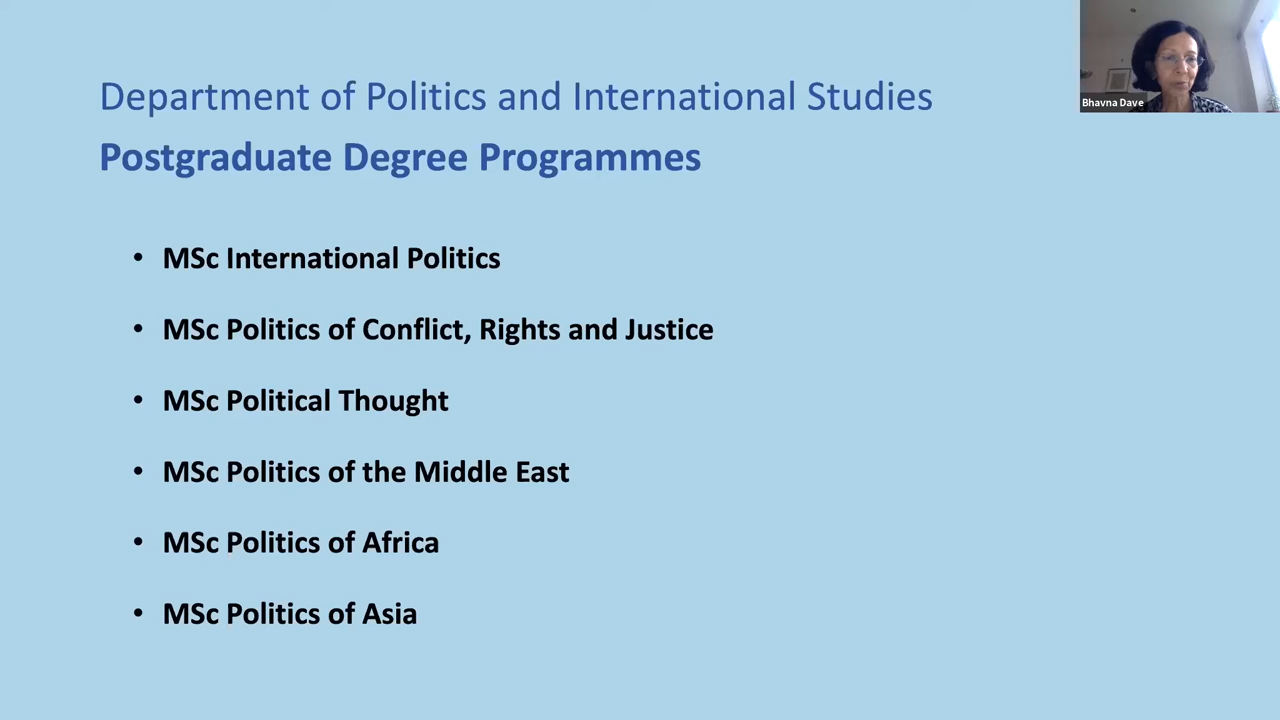 Department of Politics and International Studies
Postgraduate Degree Programmes
• MSc International Politics
• MSc Politics of Conflict, Rights and Justice
• MSc Political Thought
• MSc Politics of the Middle East
• MSc Politics of Africa
• MSc Politics of Asia
Bhavna Dave